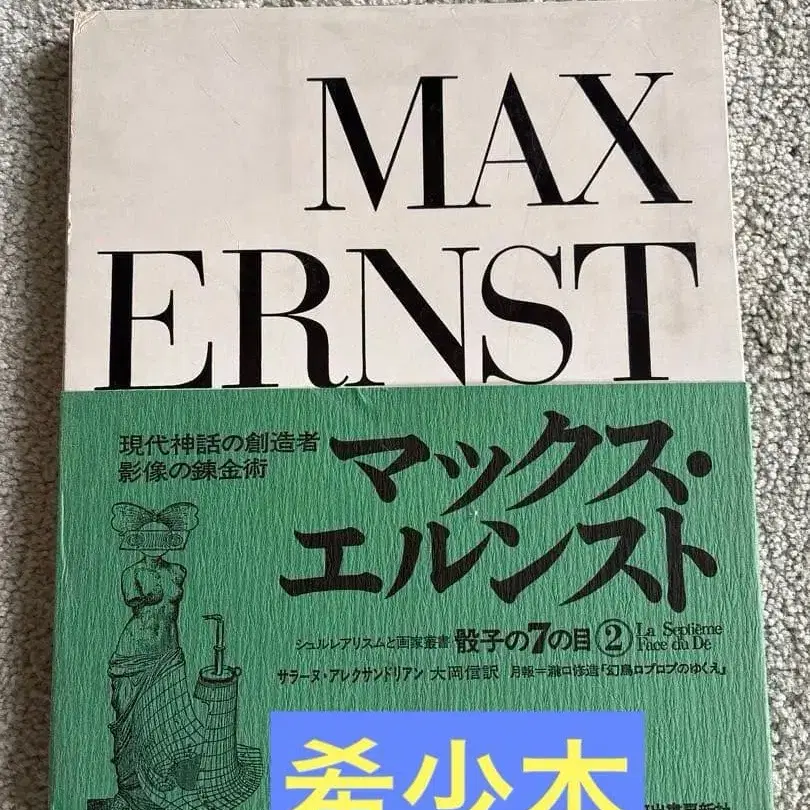 MAX
ERNST
現代神話の創造者
影像の錬金術
マックス・
エルンスト
シュルレアリスムと画家叢書 骰子の7の目② La Septième
Face du Dé
サラーヌ・アレクサンドリアン 大岡信訳 月報=瀧口修造「幻鳥ロプロプのゆくえ」
希少本